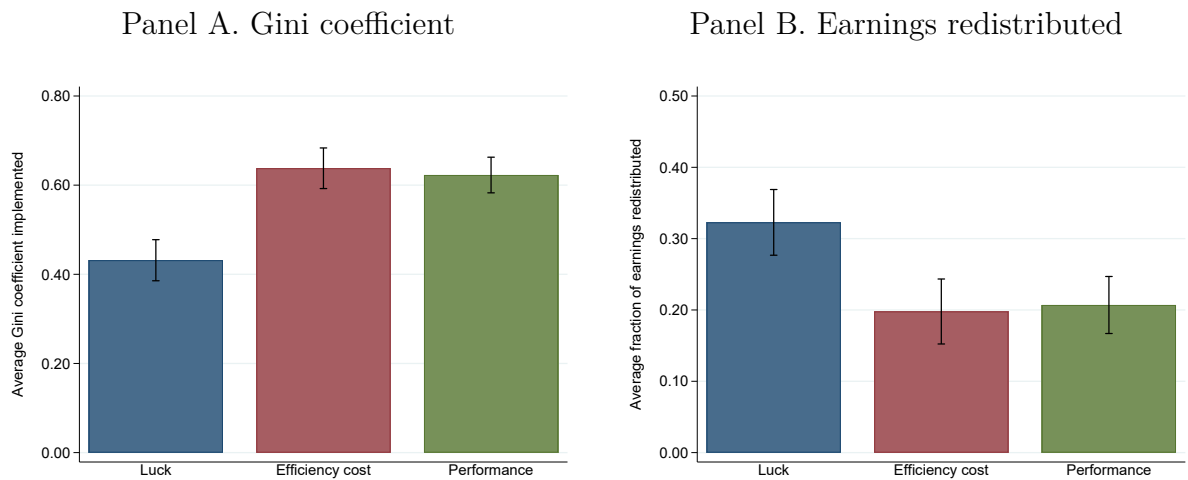 Panel A. Gini coefficient
Average Gini coefficient implemented
0.80
0.60
0.40
0.20
0.00
Luck
Efficiency cost
Performance
Panel B. Earnings redistributed
Average fraction of earnings redistributed
0.50
0.40
0.30
0.20
0.10
0.00
Luck
Efficiency cost
Performance